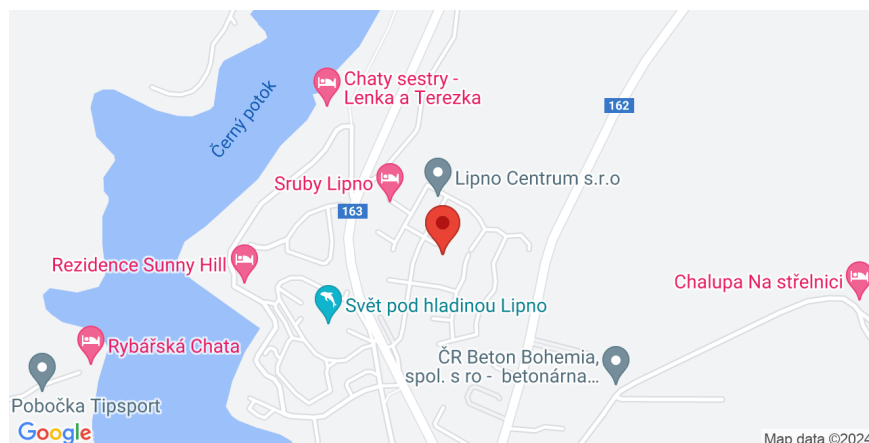 Chaty sestry -
Lenka a Terezka
Černý potok
162
Sruby Lipno
Lipno Centrum s.r.o
163
Rezidence Sunny Hill
Chalupa Na střelnici
Svět pod hladinou Lipno
Rybářská Chata
ČR Beton Bohemia,
spol. s ro - betonárna...
Pobočka Tipsport
Google
Map data ©2024